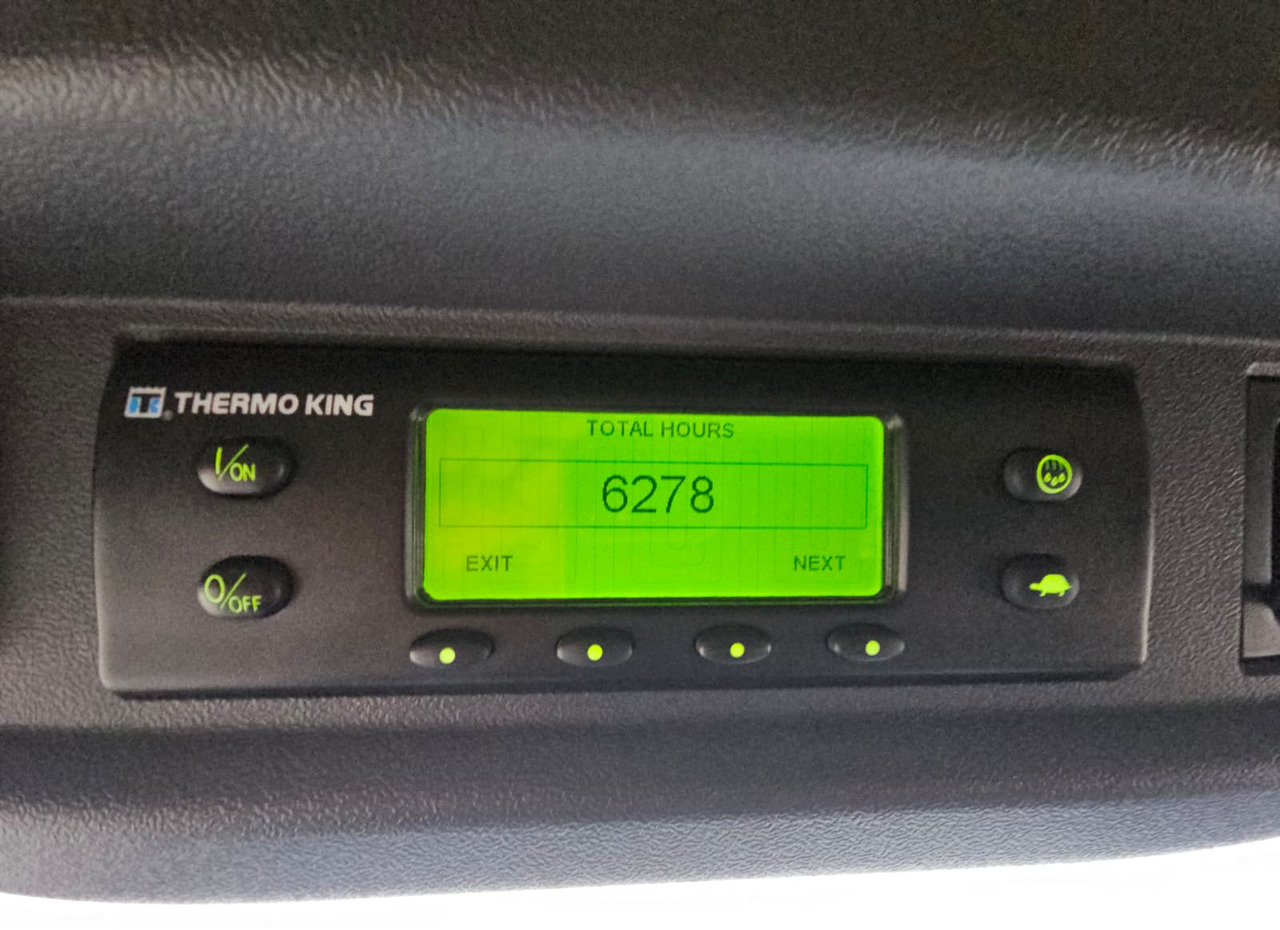 THERMO KING
I/ON
O/OFF
TOTAL HOURS
6278
EXIT
NEXT